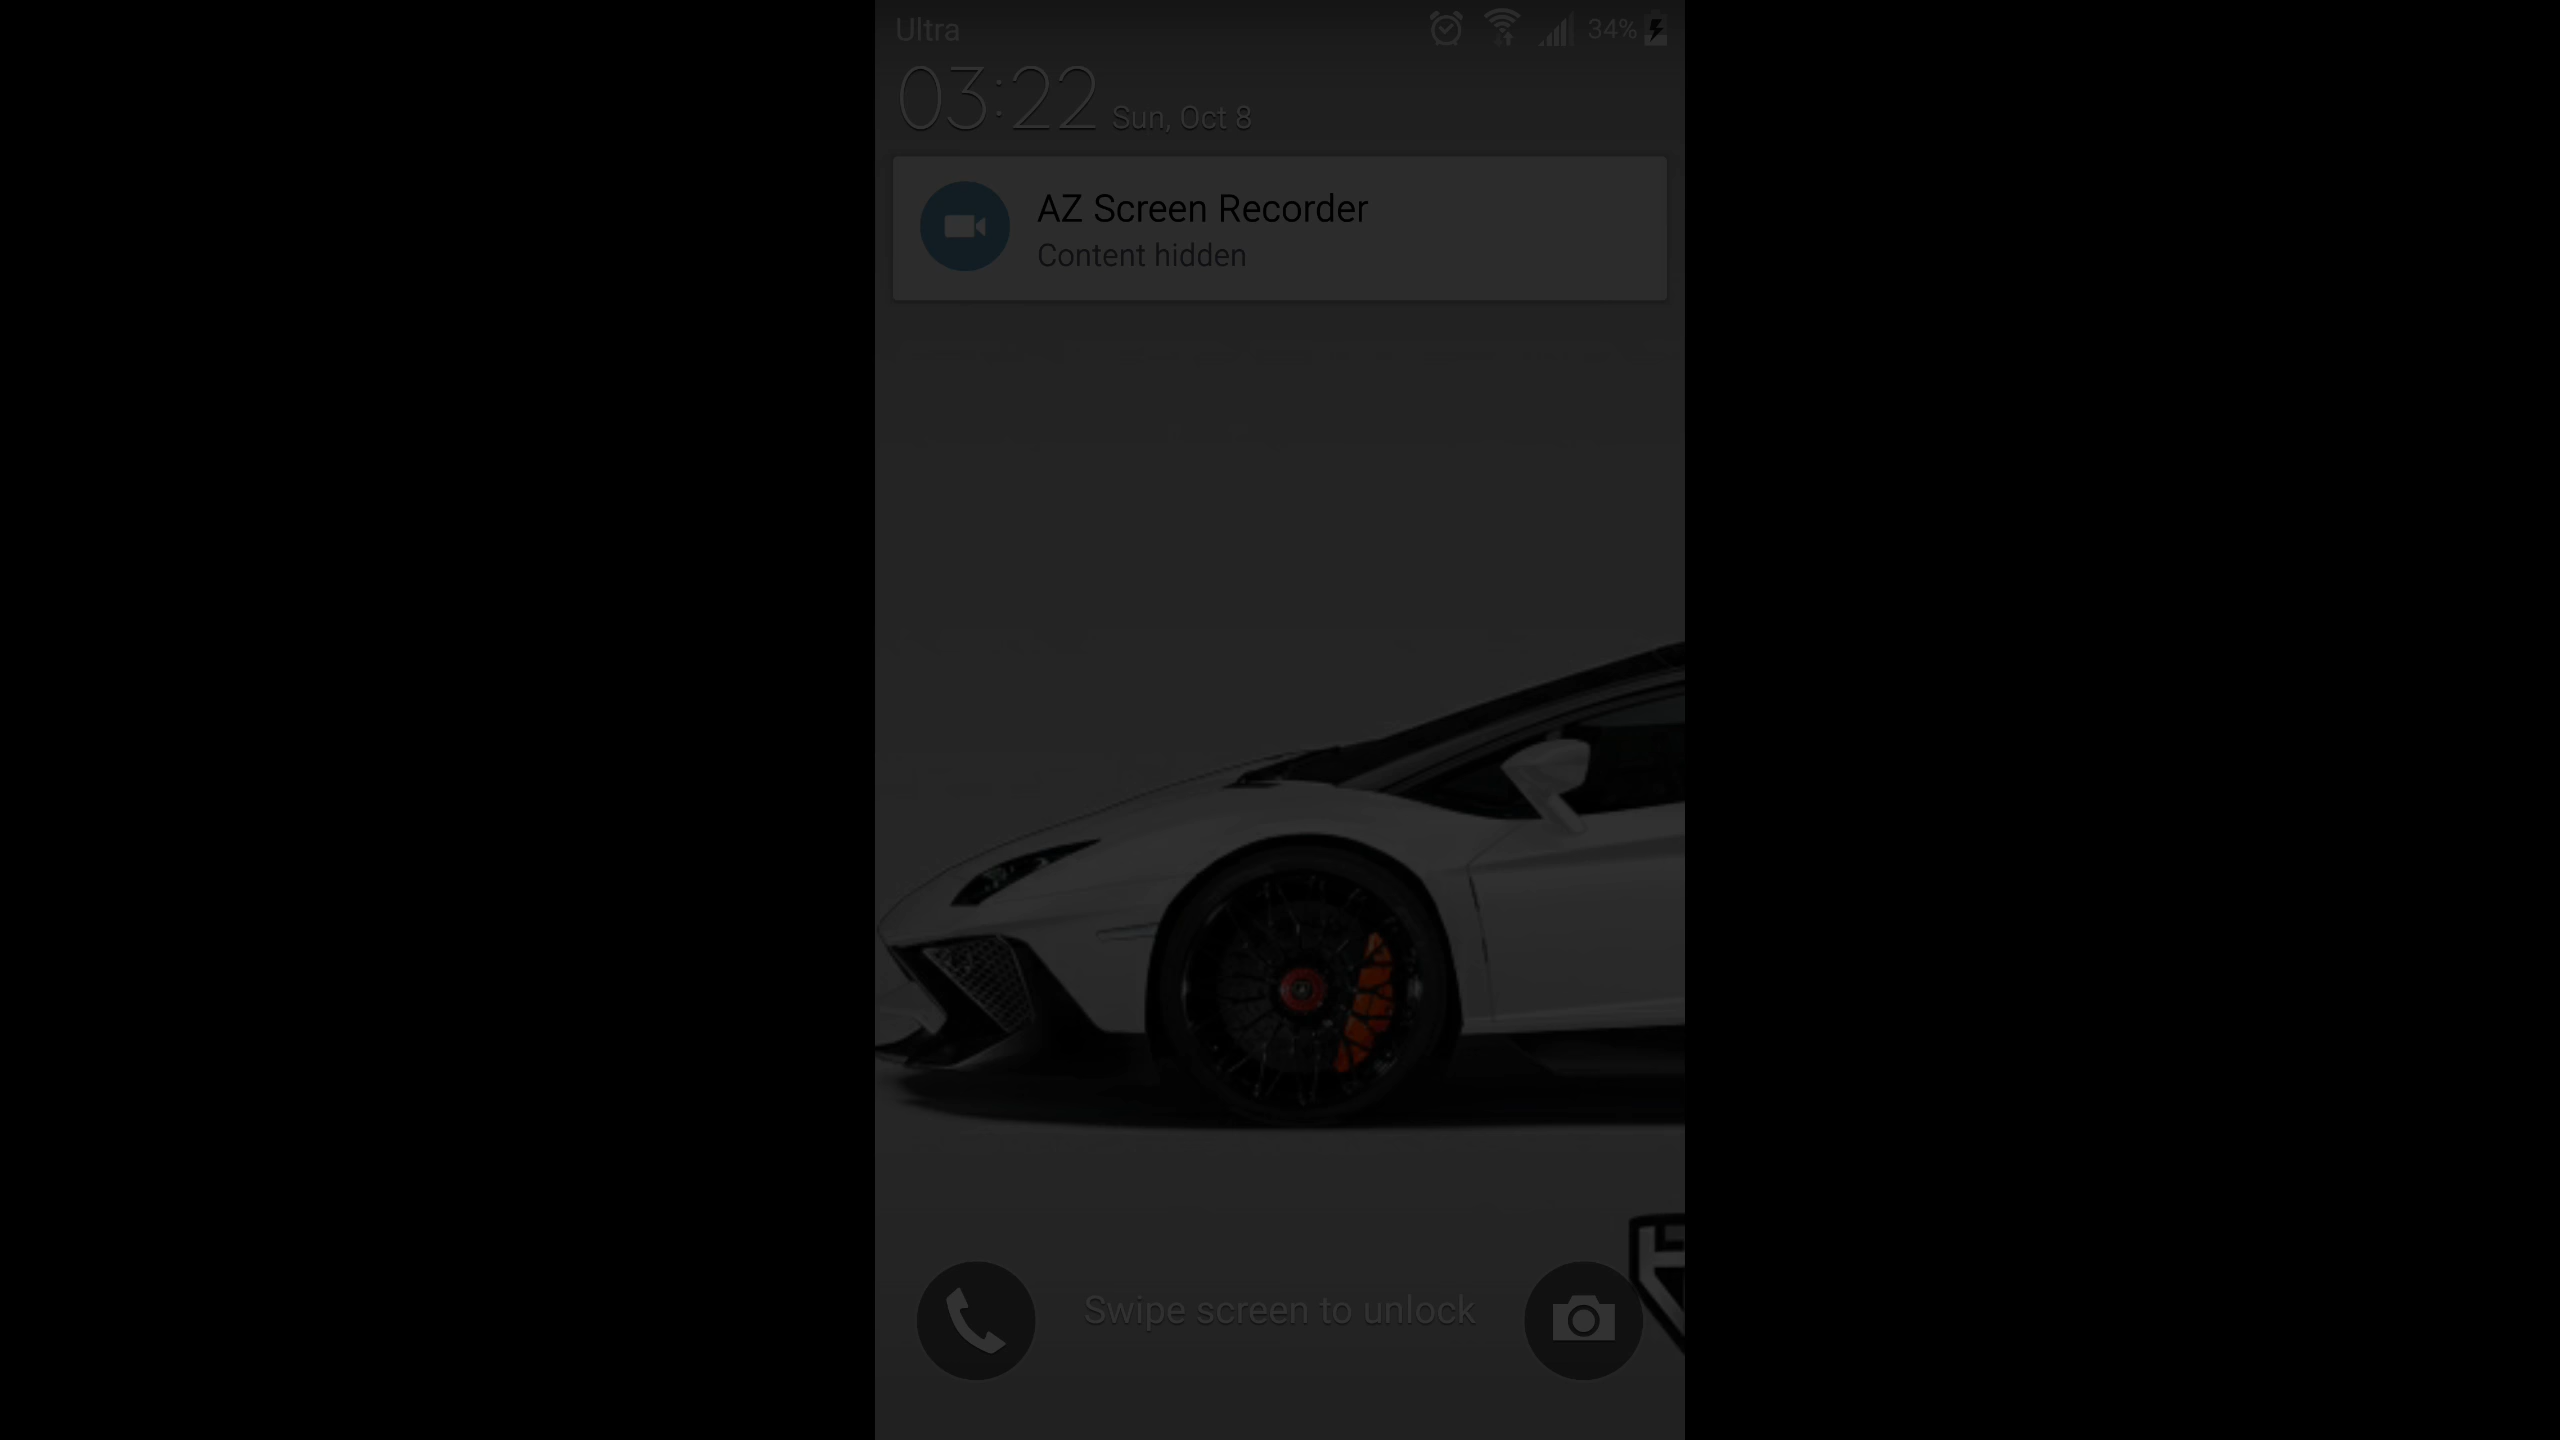 Ultra
34%
03:22 Sun, Oct 8
AZ Screen Recorder
Content hidden
Swipe screen to unlock